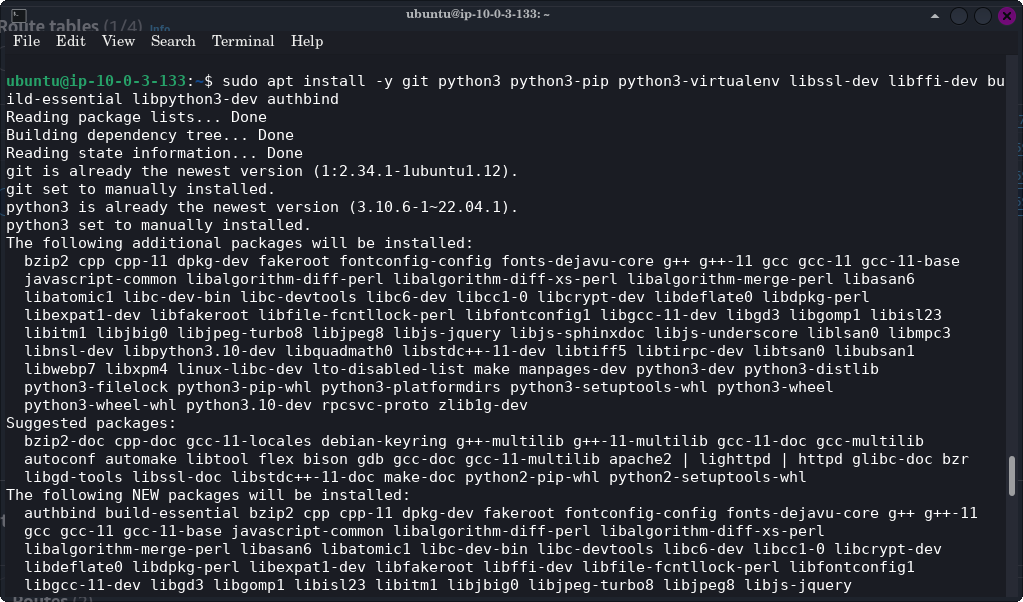 Route tables (1/4) Info
ubuntu@ip-10-0-3-133: ~
File Edit View Search Terminal Help
ubuntu@ip-10-0-3-133:~$ sudo apt install -y git python3 python3-pip python3-virtualenv libssl-dev libffi-dev bu
ild-essential libpython3-dev authbind
Reading package lists... Done
Building dependency tree... Done
Reading state information... Done
git is already the newest version (1:2.34.1-1ubuntu1.12).
git set to manually installed.
python3 is already the newest version (3.10.6-1~22.04.1).
python3 set to manually installed.
The following additional packages will be installed:
bzip2 cpp cpp-11 dpkg-dev fakeroot fontconfig-config fonts-dejavu-core g++ g++-11 gcc gcc-11 gcc-11-base
javascript-common libalgorithm-diff-perl libalgorithm-diff-xs-perl libalgorithm-merge-perl libasan6
libatomic1 libc-dev-bin libc-devtools libc6-dev libcc1-0 libcrypt-dev libdeflate0 libdpkg-perl
libexpat1-dev libfakeroot libfile-fcntllock-perl libfontconfig1 libgcc-11-dev libgd3 libgomp1 libisl23
libitm1 libjbig0 libjpeg-turbo8 libjpeg8 libjs-jquery libjs-sphinxdoc libjs-underscore liblsan0 libmpc3
libnsl-dev libpython3.10-dev libquadmath0 libstdc++-11-dev libtiff5 libtirpc-dev libtsan0 libubsan1
libwebp7 libxpm4 linux-libc-dev lto-disabled-list make manpages-dev python3-dev python3-distlib
python3-filelock python3-pip-whl python3-platformdirs python3-setuptools-whl python3-wheel
python3-wheel-whl python3.10-dev rpcsvc-proto zlib1g-dev
Suggested packages:
bzip2-doc cpp-doc gcc-11-locales debian-keyring g++-multilib g++-11-multilib gcc-11-doc gcc-multilib
autoconf automake libtool flex bison gdb gcc-doc gcc-11-multilib apache2 | lighttpd | httpd glibc-doc bzr
libgd-tools libssl-doc libstdc++-11-doc make-doc python2-pip-whl python2-setuptools-whl
The following NEW packages will be installed:
authbind build-essential bzip2 cpp cpp-11 dpkg-dev fakeroot fontconfig-config fonts-dejavu-core g++ g++-11
gcc gcc-11 gcc-11-base javascript-common libalgorithm-diff-perl libalgorithm-diff-xs-perl
libalgorithm-merge-perl libasan6 libatomic1 libc-dev-bin libc-devtools libc6-dev libcc1-0 libcrypt-dev
libdeflate0 libdpkg-perl libexpat1-dev libfakeroot libffi-dev libfile-fcntllock-perl libfontconfig1
libgcc-11-dev libgd3 libgomp1 libisl23 libitm1 libjbig0 libjpeg-turbo8 libjpeg8 libjs-jquery